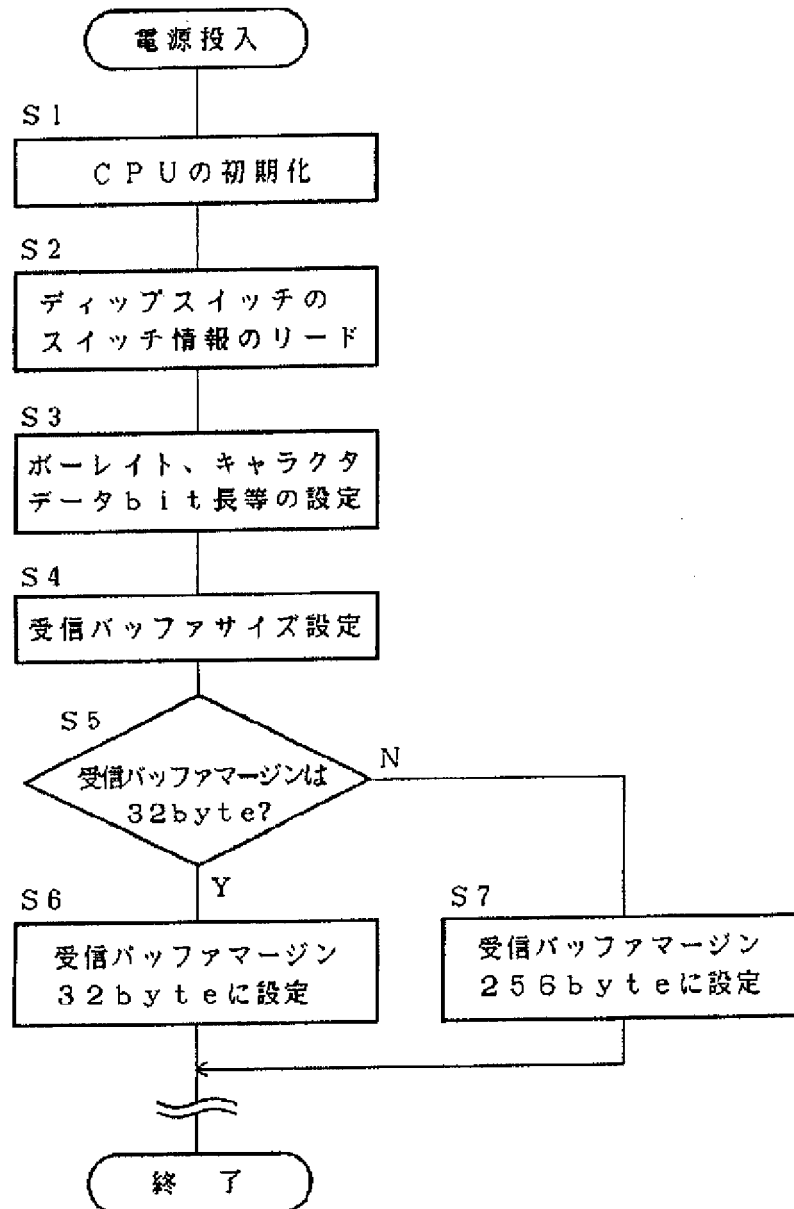 電源投入
S1
CPUの初期化
S2
ディップスイッチの
スイッチ情報のリード
S3
ボーレイト、キャラクタ
データbit長等の設定
S4
受信バッファサイズ設定
S5
受信バッファマージンは
32byte?
N
Y
S6
受信バッファマージン
32byteに設定
S7
受信バッファマージン
256byteに設定
終了